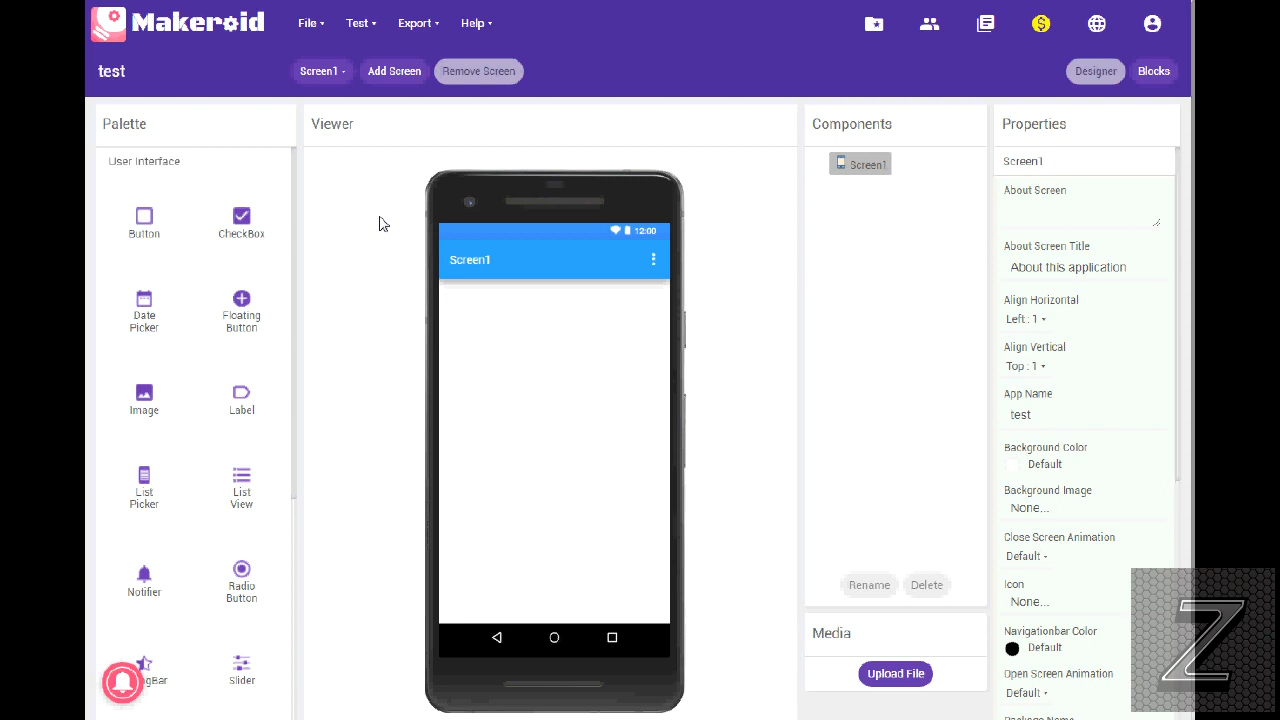 Makeroid
File
Test
Export
Help
test
Screen1
Add Screen
Remove Screen
Designer
Blocks
Palette
User Interface
Button
CheckBox
Date
Picker
Floating
Button
Image
Label
List
Picker
List
View
Notifier
Radio
Button
Slider
Viewer
12:00
Screen1
Components
Screen1
Rename
Delete
Media
Upload File
Properties
Screen1
About Screen
About Screen Title
About this application
Align Horizontal
Left : 1
Align Vertical
Top : 1
App Name
test
Background Color
Default
Background Image
None...
Close Screen Animation
Default
Icon
None...
Navigationbar Color
Default
Open Screen Animation
Default
Z